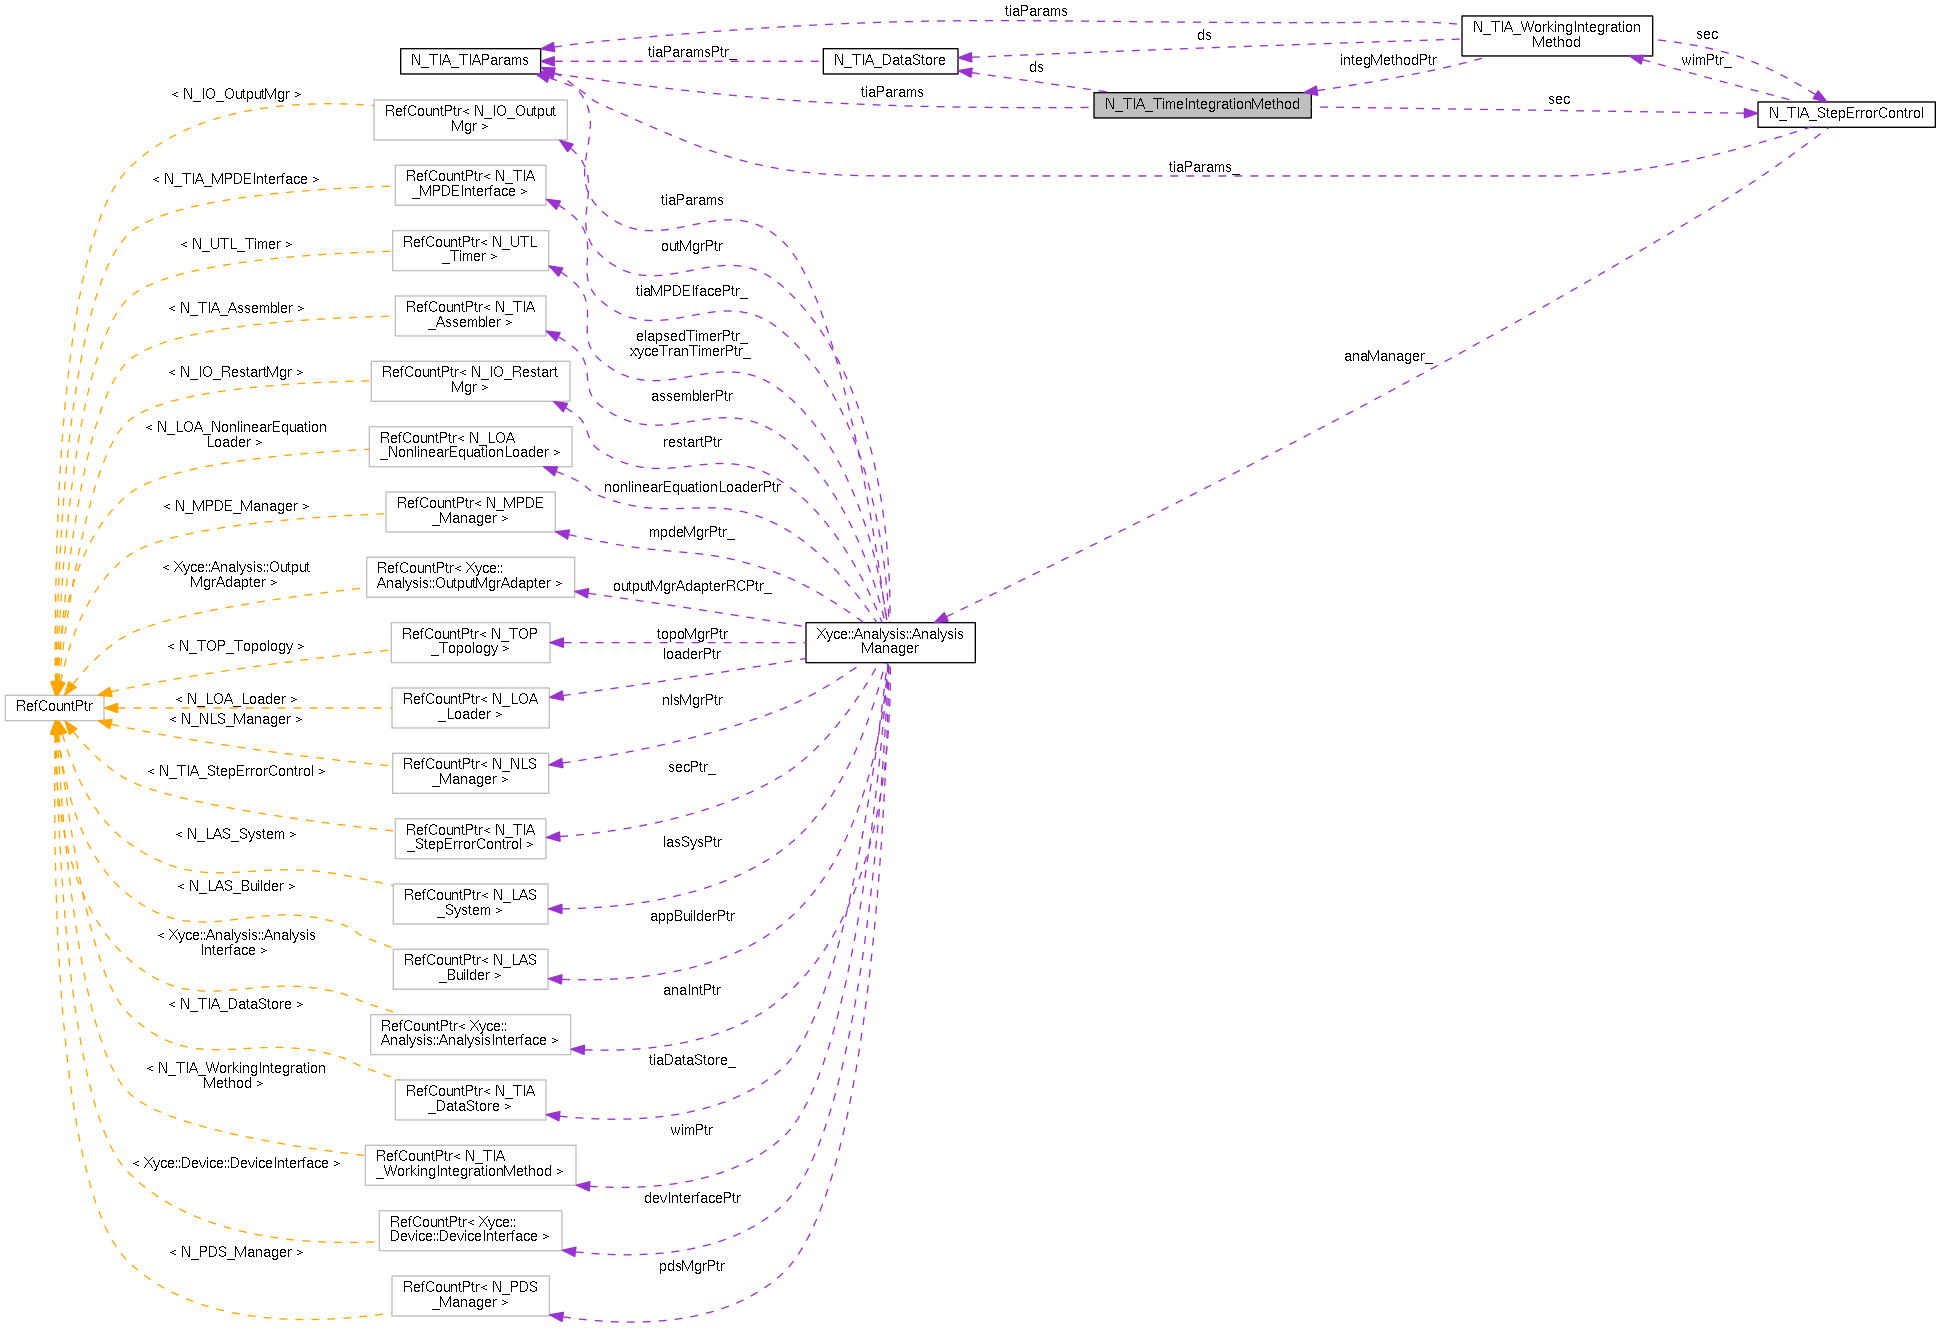 tiaParams
N_TIA_WorkingIntegration
Method
ds
sec
N_TIA_TIAParams
tiaParamsPtr_
N_TIA_DataStore
integMethodPtr
wimPtr_
ds
tiaParams
N_TIA_TimeIntegrationMethod
sec
N_TIA_StepErrorControl
tiaParams_
anaManager_
< N_IO_OutputMgr >
RefCountPtr< N_IO_Output
Mgr >
< N_TIA_MPDEInterface >
RefCountPtr< N_TIA
_MPDEInterface >
tiaParams
< N_UTL_Timer >
RefCountPtr< N_UTL
_Timer >
outMgrPtr
tiaMPDEIfacePtr_
< N_TIA_Assembler >
RefCountPtr< N_TIA
_Assembler >
elapsedTimerPtr_
xyceTranTimerPtr_
< N_IO_RestartMgr >
RefCountPtr< N_IO_Restart
Mgr >
assemblerPtr
< N_LOA_NonlinearEquation
Loader >
RefCountPtr< N_LOA
_NonlinearEquationLoader >
restartPtr
nonlinearEquationLoaderPtr
< N_MPDE_Manager >
RefCountPtr< N_MPDE
_Manager >
mpdeMgrPtr_
< Xyce::Analysis::Output
MgrAdapter >
RefCountPtr< Xyce::
Analysis::OutputMgrAdapter >
outputMgrAdapterRCPtr_
< N_TOP_Topology >
RefCountPtr< N_TOP
_Topology >
topoMgrPtr
Xyce::Analysis::Analysis
Manager
loaderPtr
RefCountPtr
< N_LOA_Loader >
RefCountPtr< N_LOA
_Loader >
nlsMgrPtr
< N_NLS_Manager >
RefCountPtr< N_NLS
_Manager >
secPtr_
< N_TIA_StepErrorControl >
RefCountPtr< N_TIA
_StepErrorControl >
lasSysPtr
< N_LAS_System >
RefCountPtr< N_LAS
_System >
appBuilderPtr
< N_LAS_Builder >
RefCountPtr< N_LAS
_Builder >
< Xyce::Analysis::Analysis
Interface >
anaIntPtr
RefCountPtr< Xyce::
Analysis::AnalysisInterface >
< N_TIA_DataStore >
tiaDataStore_
RefCountPtr< N_TIA
_DataStore >
< N_TIA_WorkingIntegration
Method >
wimPtr
RefCountPtr< N_TIA
_WorkingIntegrationMethod >
< Xyce::Device::DeviceInterface >
devInterfacePtr
RefCountPtr< Xyce::
Device::DeviceInterface >
< N_PDS_Manager >
pdsMgrPtr
RefCountPtr< N_PDS
_Manager >